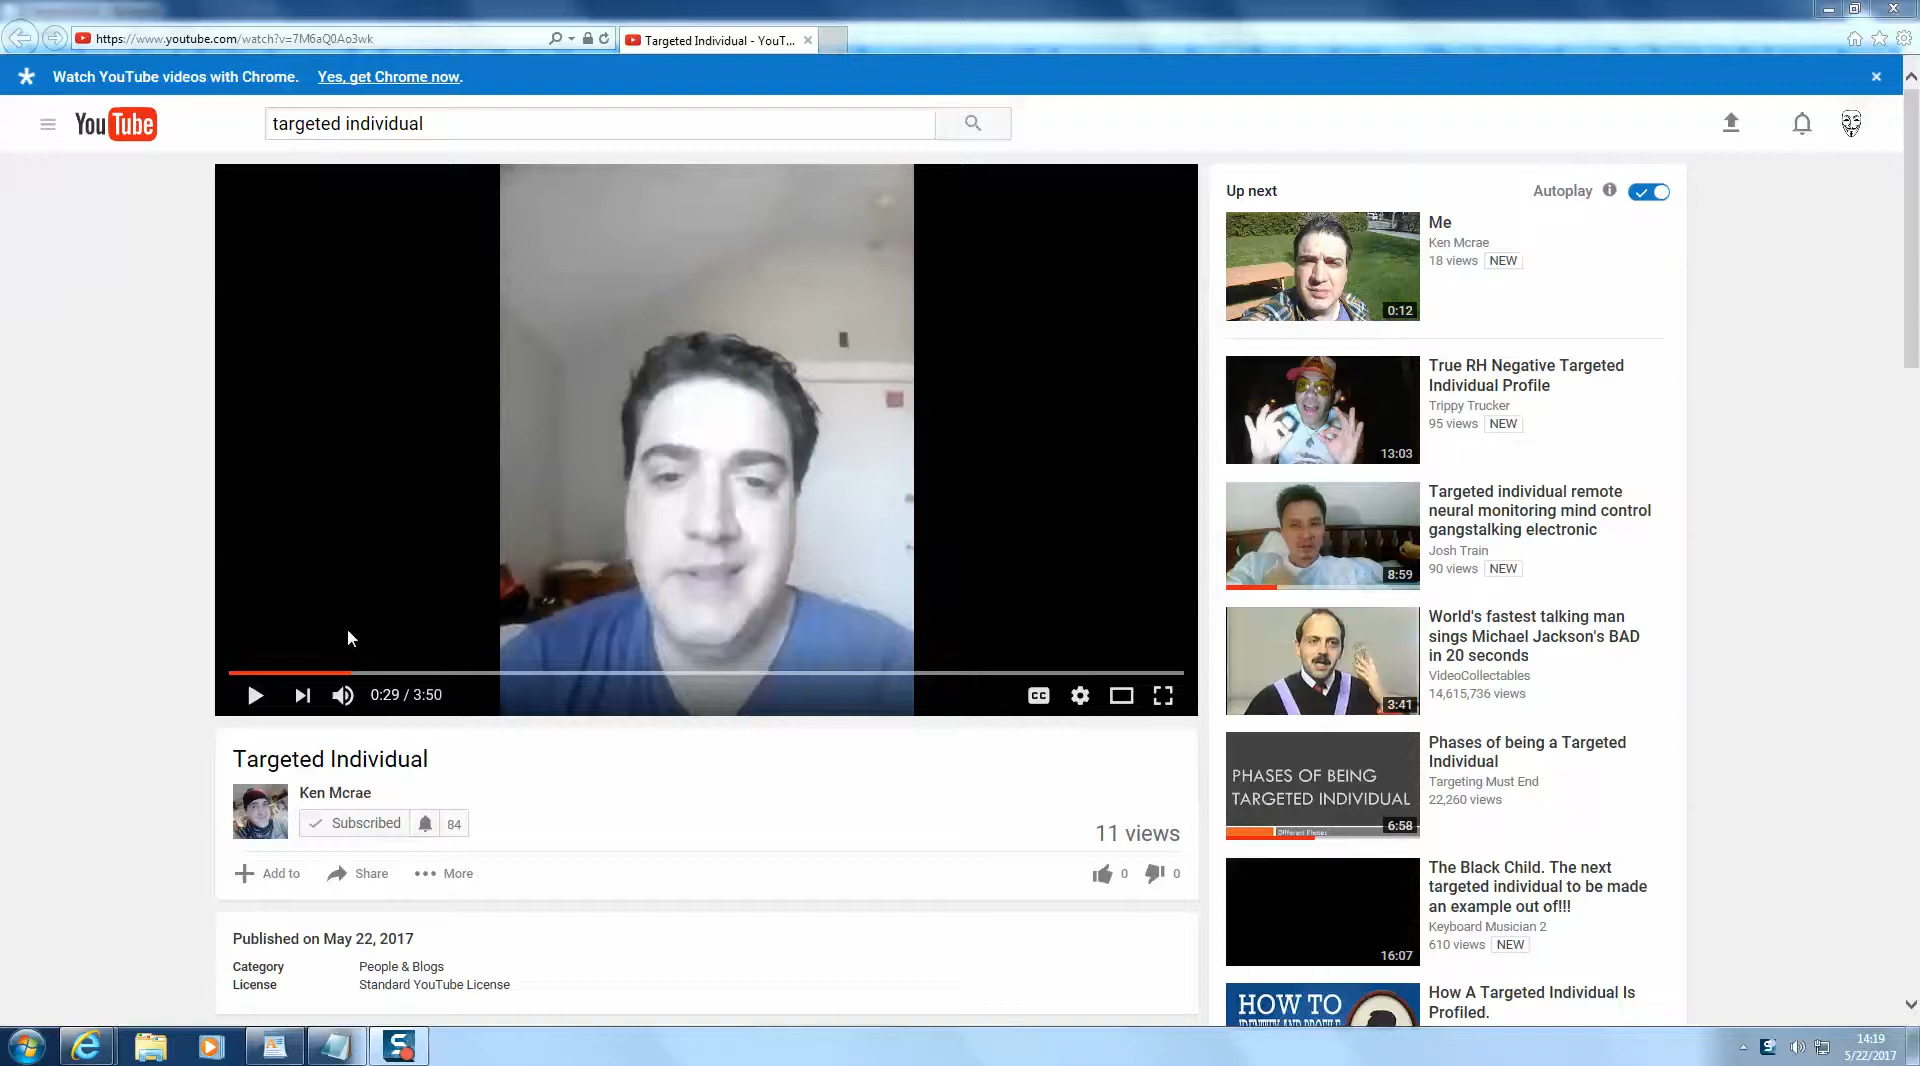 https://www.youtube.com/watch?v=7M6aQ0Ao3wk
Targeted Individual - YouT...
Watch YouTube videos with Chrome. Yes, get Chrome now.
YouTube
targeted individual
Up next
Autoplay
Me
Ken Mcrae
18 views NEW
0:12
True RH Negative Targeted
Individual Profile
Trippy Trucker
95 views NEW
13:03
Targeted individual remote
neural monitoring mind control
gangstalking electronic
Josh Train
90 views NEW
8:59
World's fastest talking man
sings Michael Jackson's BAD
in 20 seconds
VideoCollectables
14,615,736 views
3:41
0:29 / 3:50
CC
Targeted Individual
Ken Mcrae
Subscribed 84
11 views
Add to Share More
0 0
Published on May 22, 2017
Category People & Blogs
License Standard YouTube License
PHASES OF BEING
TARGETED INDIVIDUAL
Different Phases
6:58
Phases of being a Targeted
Individual
Targeting Must End
22,260 views
The Black Child. The next
targeted individual to be made
an example out of!!!
Keyboard Musician 2
610 views NEW
16:07
HOW TO
How A Targeted Individual Is
Profiled.
14:19
5/22/2017